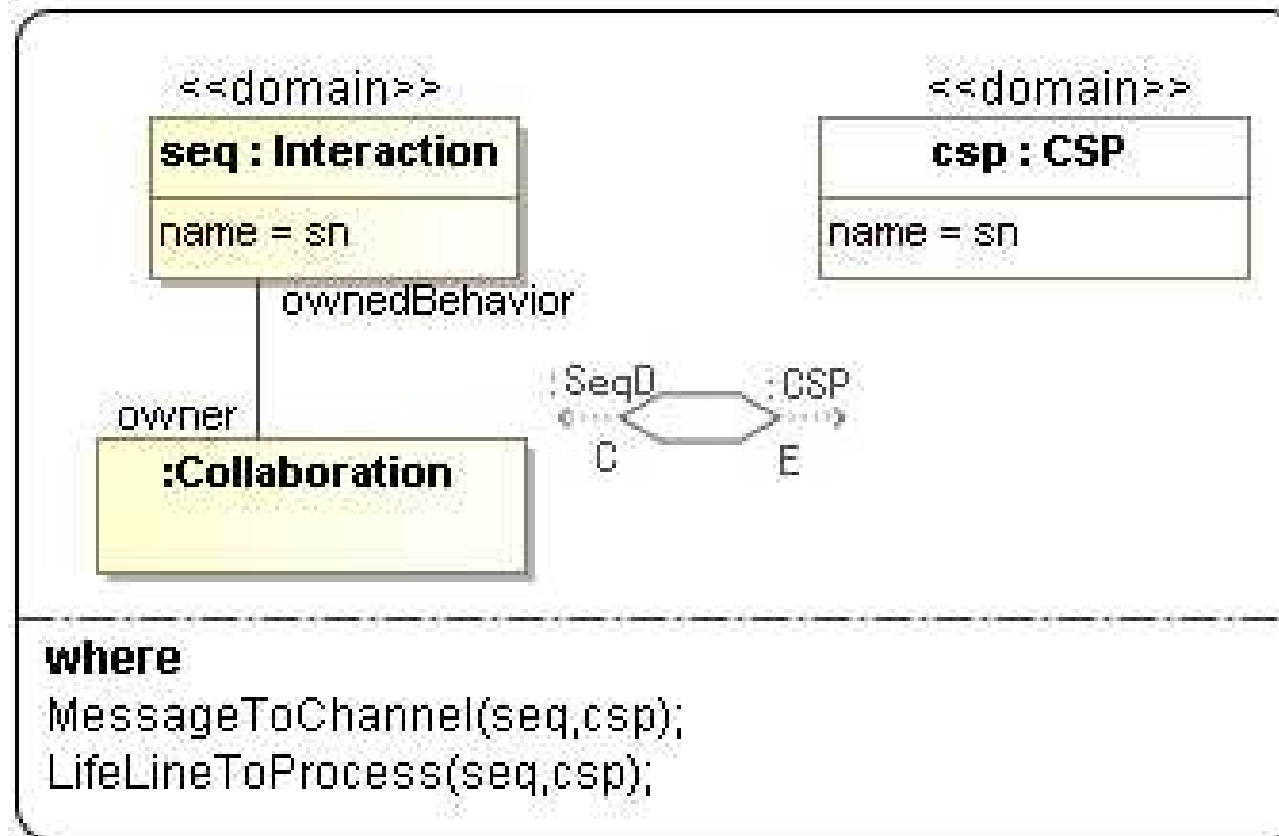 <<domain>>
seq : Interaction
name = sn
ownedBehavior
owner
:Collaboration
<<domain>>
csp : CSP
name = sn
:SeqD
:CSP
C
E
where
MessageToChannel(seq,csp);
LifeLineToProcess(seq,csp);